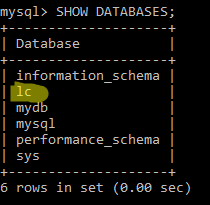 mysql> SHOW DATABASES;
+--------------------+
| Database           |
+--------------------+
| information_schema |
| lc                 |
| mydb               |
| mysql              |
| performance_schema |
| sys                |
+--------------------+
6 rows in set (0.00 sec)